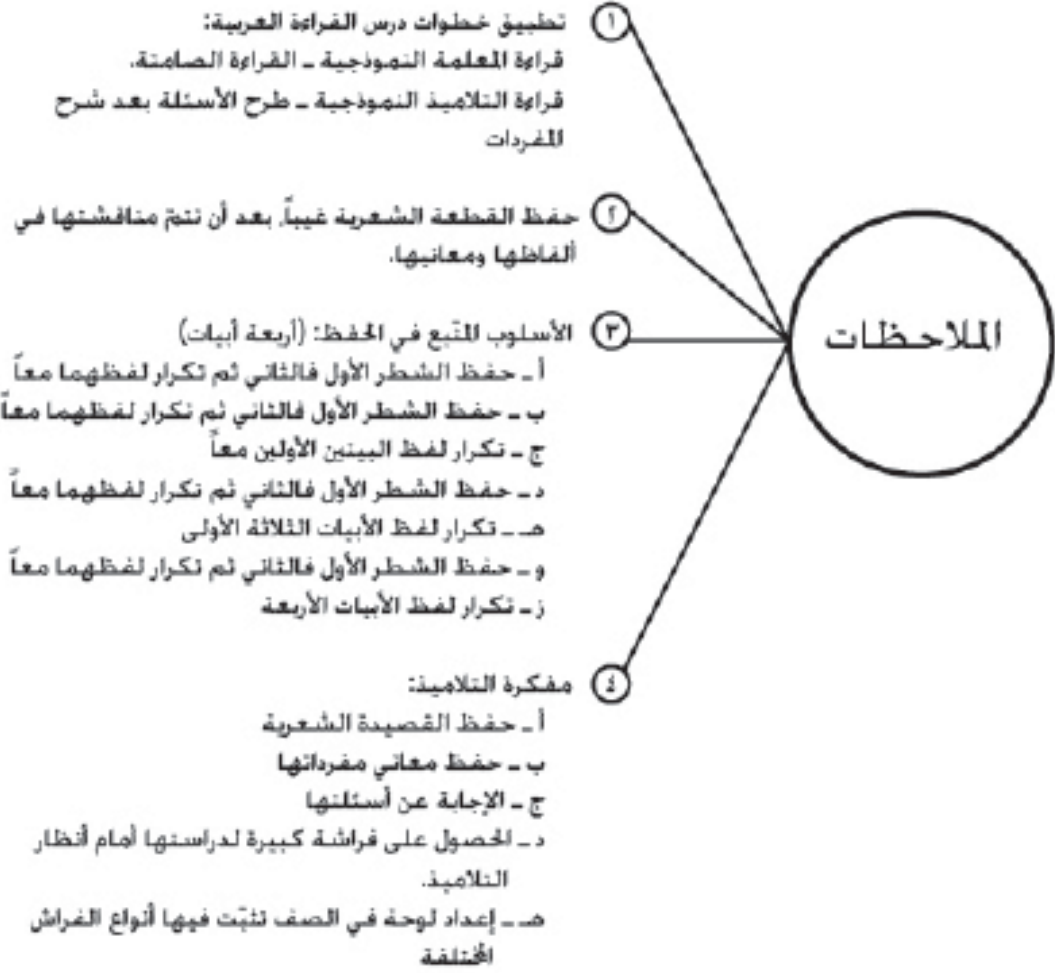 الملاحظات
١ تطبيق خطوات درس القراءة العربية:
قراءة المعلمة النموذجية ـ القراءة الصامتة.
قراءة التلاميذ النموذجية ـ طرح الأسئلة بعد شرح
المفردات
٢ حفظ القطعة الشعرية غيباً، بعد أن تتمّ مناقشتها في
ألفاظها ومعانيها.
٣ الأسلوب المتّبع في الحفظ: (أربعة أبيات)
أ ـ حفظ الشطر الأول فالثاني ثم تكرار لفظهما معاً
ب ـ حفظ الشطر الأول فالثاني ثم تكرار لفظهما معاً
ج ـ تكرار لفظ البيتين الأولين معاً
د ـ حفظ الشطر الأول فالثاني ثم تكرار لفظهما معاً
هـ ـ تكرار لفظ الأبيات الثلاثة الأولى
و ـ حفظ الشطر الأول فالثاني ثم تكرار لفظهما معاً
ز ـ تكرار لفظ الأبيات الأربعة
٤ مفكرة التلاميذ:
أ ـ حفظ القصيدة الشعرية
ب ـ حفظ معاني مفرداتها
ج ـ الإجابة عن أسئلتها
د ـ الحصول على فراشة كبيرة لدراستها أمام أنظار
التلاميذ.
هـ ـ إعداد لوحة في الصف تثبّت فيها أنواع الفراش
المختلفة